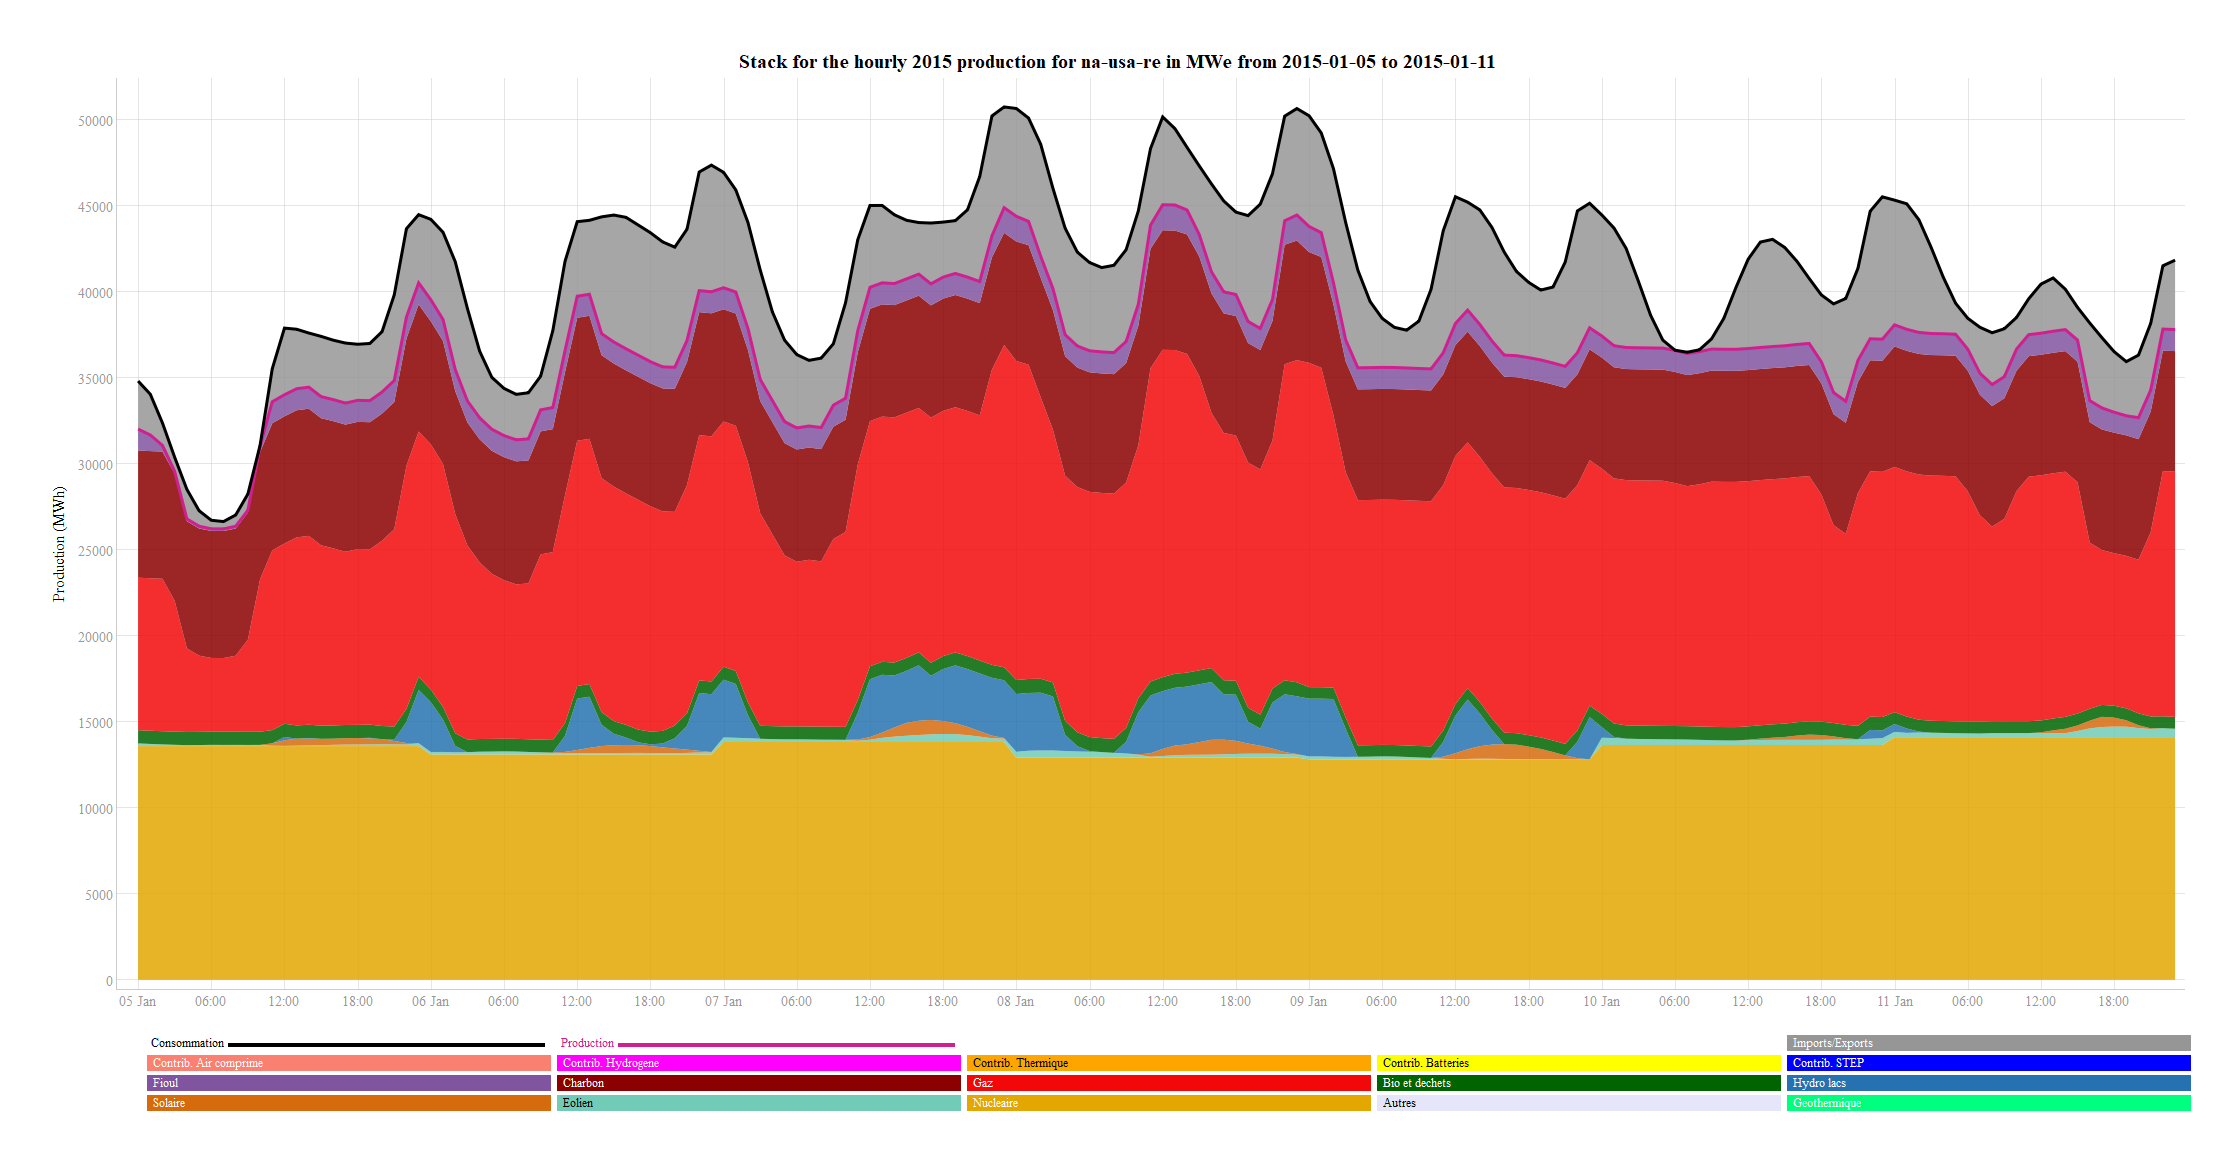 Stack for the hourly 2015 production for na-usa-re in MWe from 2015-01-05 to 2015-01-11
Production (MWh)
50000
45000
40000
35000
30000
25000
20000
15000
10000
5000
0
05 Jan 06:00 12:00 18:00 06 Jan 06:00 12:00 18:00 07 Jan 06:00 12:00 18:00 08 Jan 06:00 12:00 18:00 09 Jan 06:00 12:00 18:00 10 Jan 06:00 12:00 18:00 11 Jan 06:00 12:00 18:00
Consommation Production Imports/Exports
Contrib. Air comprime Contrib. Hydrogene Contrib. Thermique Contrib. Batteries Contrib. STEP
Fioul Charbon Gaz Bio et dechets Hydro lacs
Solaire Eolien Nucleaire Autres Geothermique